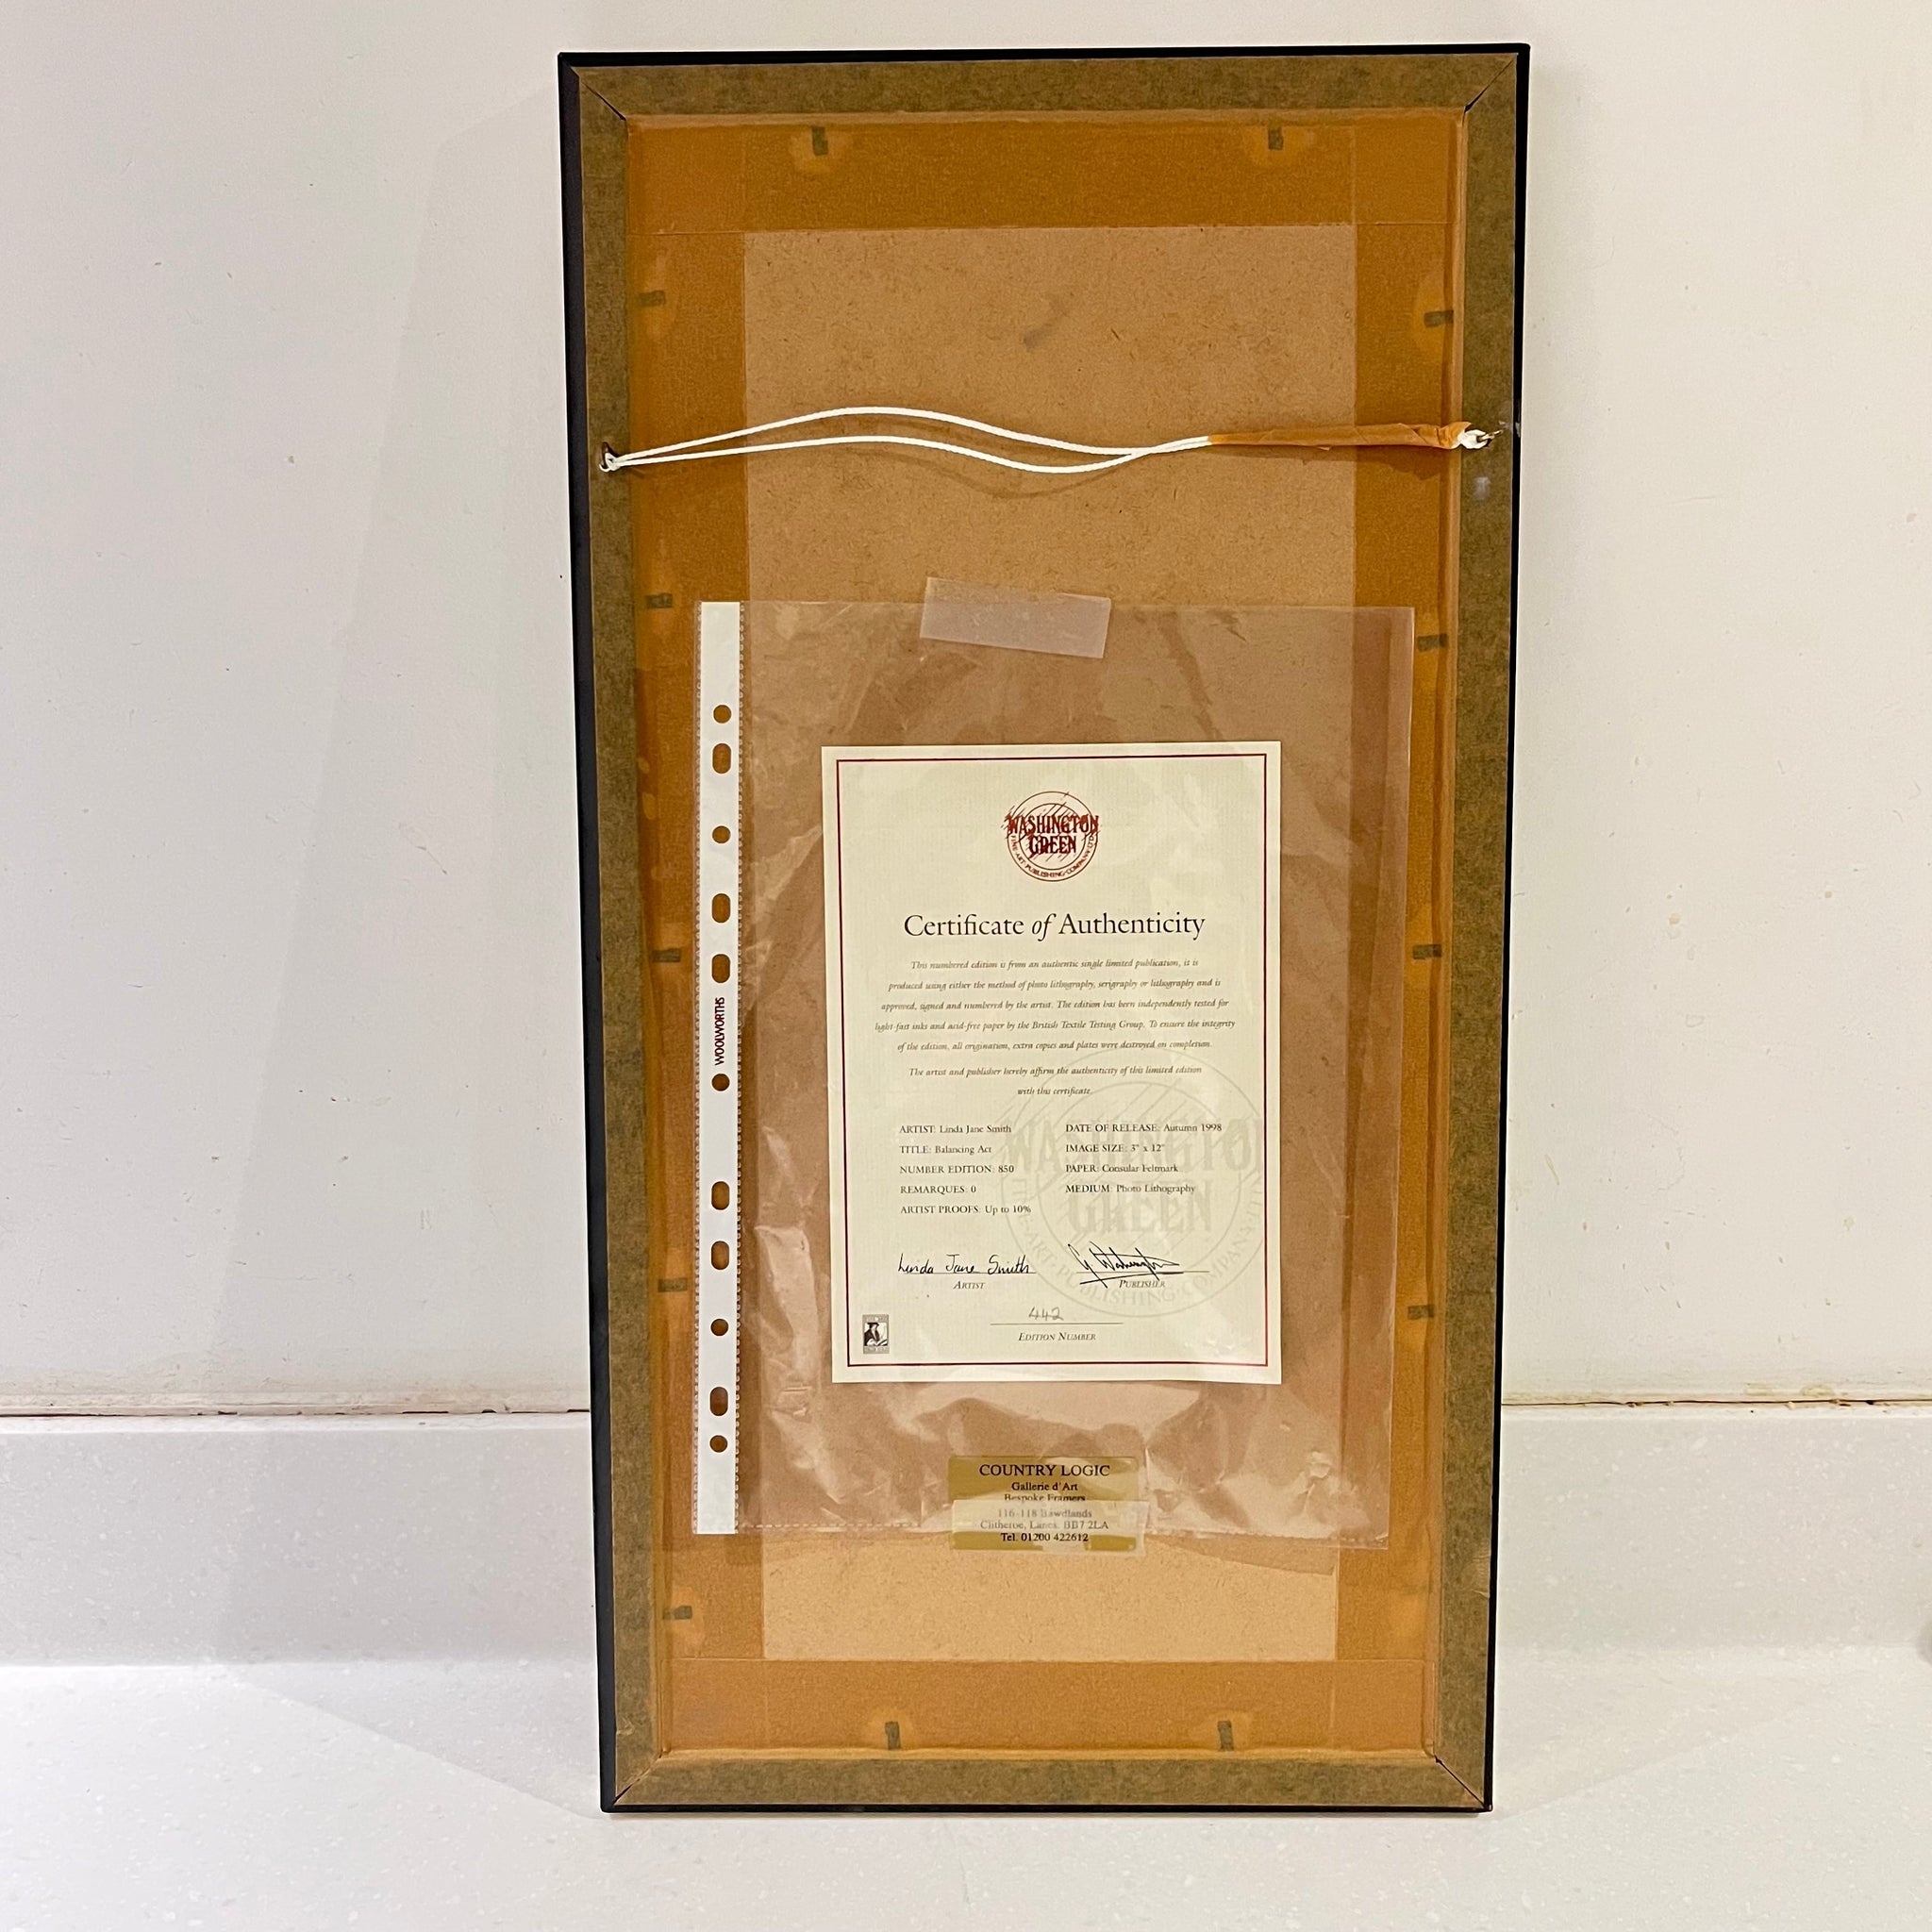 WOOLWORTHS
WASHINGTON
GREEN
FINE·ART·PUBLISHING·COMPANY·LTD
Certificate of Authenticity
This numbered edition is from an authentic single limited publication, it is
produced using either the method of photo lithography, serigraphy or lithography and is
approved, signed and numbered by the artist. The edition has been independently tested for
light-fast inks and acid-free paper by the British Textile Testing Group. To ensure the integrity
of the edition, all origination, extra copies and plates were destroyed on completion.
The artist and publisher hereby affirm the authenticity of this limited edition
with this certificate.
ARTIST: Linda Jane Smith
DATE OF RELEASE: Autumn 1998
TITLE: Balancing Act
IMAGE SIZE: 3" x 12"
NUMBER EDITION: 850
PAPER: Consular Feltmark
REMARQUES: 0
MEDIUM: Photo Lithography
ARTIST PROOFS: Up to 10%
WASHINGTO
GREEN
Linda Jane Smith
G Washington
ARTIST
PUBLISHER
442
EDITION NUMBER
COUNTRY LOGIC
Gallerie d'Art
Bespoke Framers
116-118 Bawdlands
Clitheroe, Lancs. BB7 2LA
Tel. 01200 422612